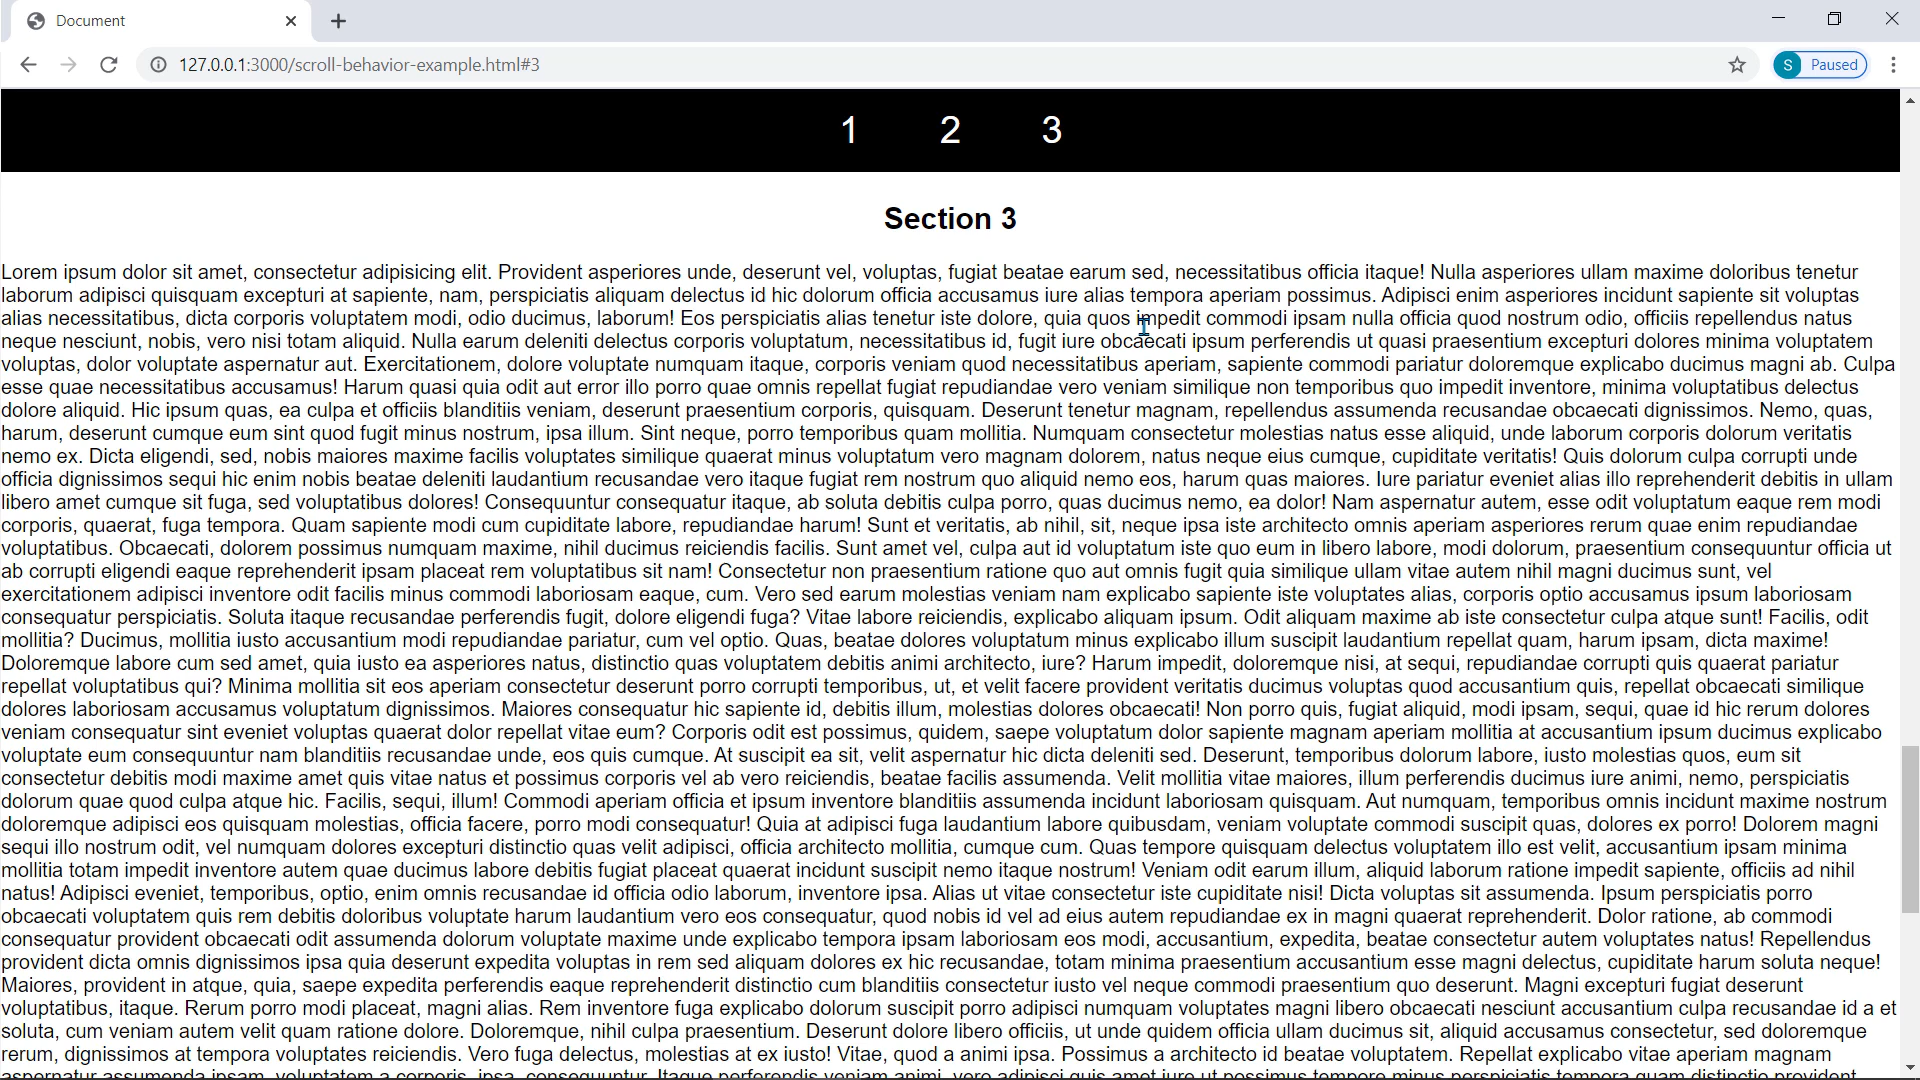 Document
127.0.0.1:3000/scroll-behavior-example.html#3
S Paused
1 2 3
Section 3
Lorem ipsum dolor sit amet, consectetur adipisicing elit. Provident asperiores unde, deserunt vel, voluptas, fugiat beatae earum sed, necessitatibus officia itaque! Nulla asperiores ullam maxime doloribus tenetur
laborum adipisci quisquam excepturi at sapiente, nam, perspiciatis aliquam delectus id hic dolorum officia accusamus iure alias tempora aperiam possimus. Adipisci enim asperiores incidunt sapiente sit voluptas
alias necessitatibus, dicta corporis voluptatem modi, odio ducimus, laborum! Eos perspiciatis alias tenetur iste dolore, quia quos impedit commodi ipsam nulla officia quod nostrum odio, officiis repellendus natus
neque nesciunt, nobis, vero nisi totam aliquid. Nulla earum deleniti delectus corporis voluptatum, necessitatibus id, fugit iure obcaecati ipsum perferendis ut quasi praesentium excepturi dolores minima voluptatem
voluptas, dolor voluptate aspernatur aut. Exercitationem, dolore voluptate numquam itaque, corporis veniam quod necessitatibus aperiam, sapiente commodi pariatur doloremque explicabo ducimus magni ab. Culpa
esse quae necessitatibus accusamus! Harum quasi quia odit aut error illo porro quae omnis repellat fugiat repudiandae vero veniam similique non temporibus quo impedit inventore, minima voluptatibus delectus
dolore aliquid. Hic ipsum quas, ea culpa et officiis blanditiis veniam, deserunt praesentium corporis, quisquam. Deserunt tenetur magnam, repellendus assumenda recusandae obcaecati dignissimos. Nemo, quas,
harum, deserunt cumque eum sint quod fugit minus nostrum, ipsa illum. Sint neque, porro temporibus quam mollitia. Numquam consectetur molestias natus esse aliquid, unde laborum corporis dolorum veritatis
nemo ex. Dicta eligendi, sed, nobis maiores maxime facilis voluptates similique quaerat minus voluptatum vero magnam dolorem, natus neque eius cumque, cupiditate veritatis! Quis dolorum culpa corrupti unde
officia dignissimos sequi hic enim nobis beatae deleniti laudantium recusandae vero itaque fugiat rem nostrum quo aliquid nemo eos, harum quas maiores. Iure pariatur eveniet alias illo reprehenderit debitis in ullam
libero amet cumque sit fuga, sed voluptatibus dolores! Consequuntur consequatur itaque, ab soluta debitis culpa porro, quas ducimus nemo, ea dolor! Nam aspernatur autem, esse odit voluptatum eaque rem modi
corporis, quaerat, fuga tempora. Quam sapiente modi cum cupiditate labore, repudiandae harum! Sunt et veritatis, ab nihil, sit, neque ipsa iste architecto omnis aperiam asperiores rerum quae enim repudiandae
voluptatibus. Obcaecati, dolorem possimus numquam maxime, nihil ducimus reiciendis facilis. Sunt amet vel, culpa aut id voluptatum iste quo eum in libero labore, modi dolorum, praesentium consequuntur officia ut
ab corrupti eligendi eaque reprehenderit ipsam placeat rem voluptatibus sit nam! Consectetur non praesentium ratione quo aut omnis fugit quia similique ullam vitae autem nihil magni ducimus sunt, vel
exercitationem adipisci inventore odit facilis minus commodi laboriosam eaque, cum. Vero sed earum molestias veniam nam explicabo sapiente iste voluptates alias, corporis optio accusamus ipsum laboriosam
consequatur perspiciatis. Soluta itaque recusandae perferendis fugit, dolore eligendi fuga? Vitae labore reiciendis, explicabo aliquam ipsum. Odit aliquam maxime ab iste consectetur culpa atque sunt! Facilis, odit
mollitia? Ducimus, mollitia iusto accusantium modi repudiandae pariatur, cum vel optio. Quas, beatae dolores voluptatum minus explicabo illum suscipit laudantium repellat quam, harum ipsam, dicta maxime!
Doloremque labore cum sed amet, quia iusto ea asperiores natus, distinctio quas voluptatem debitis animi architecto, iure? Harum impedit, doloremque nisi, at sequi, repudiandae corrupti quis quaerat pariatur
repellat voluptatibus qui? Minima mollitia sit eos aperiam consectetur deserunt porro corrupti temporibus, ut, et velit facere provident veritatis ducimus voluptas quod accusantium quis, repellat obcaecati similique
dolores laboriosam accusamus voluptatum dignissimos. Maiores consequatur hic sapiente id, debitis illum, molestias dolores obcaecati! Non porro quis, fugiat aliquid, modi ipsam, sequi, quae id hic rerum dolores
veniam consequatur sint eveniet voluptas quaerat dolor repellat vitae eum? Corporis odit est possimus, quidem, saepe voluptatum dolor sapiente magnam aperiam mollitia at accusantium ipsum ducimus explicabo
voluptate eum consequuntur nam blanditiis recusandae unde, eos quis cumque. At suscipit ea sit, velit aspernatur hic dicta deleniti sed. Deserunt, temporibus dolorum labore, iusto molestias quos, eum sit
consectetur debitis modi maxime amet quis vitae natus et possimus corporis vel ab vero reiciendis, beatae facilis assumenda. Velit mollitia vitae maiores, illum perferendis ducimus iure animi, nemo, perspiciatis
dolorum quae quod culpa atque hic. Facilis, sequi, illum! Commodi aperiam officia et ipsum inventore blanditiis assumenda incidunt laboriosam quisquam. Aut numquam, temporibus omnis incidunt maxime nostrum
doloremque adipisci eos quisquam molestias, officia facere, porro modi consequatur! Quia at adipisci fuga laudantium labore quibusdam, veniam voluptate commodi suscipit quas, dolores ex porro! Dolorem magni
sequi illo nostrum odit, vel numquam dolores excepturi distinctio quas velit adipisci, officia architecto mollitia, cumque cum. Quas tempore quisquam delectus voluptatem illo est velit, accusantium ipsam minima
mollitia totam impedit inventore autem quae ducimus labore debitis fugiat placeat quaerat incidunt suscipit nemo itaque nostrum! Veniam odit earum illum, aliquid laborum ratione impedit sapiente, officiis ad nihil
natus! Adipisci eveniet, temporibus, optio, enim omnis recusandae id officia odio laborum, inventore ipsa. Alias ut vitae consectetur iste cupiditate nisi! Dicta voluptas sit assumenda. Ipsum perspiciatis porro
obcaecati voluptatem quis rem debitis doloribus voluptate harum laudantium vero eos consequatur, quod nobis id vel ad eius autem repudiandae ex in magni quaerat reprehenderit. Dolor ratione, ab commodi
consequatur provident obcaecati odit assumenda dolorum voluptate maxime unde explicabo tempora ipsam laboriosam eos modi, accusantium, expedita, beatae consectetur autem voluptates natus! Repellendus
provident dicta omnis dignissimos ipsa quia deserunt expedita voluptas in rem sed aliquam dolores ex hic recusandae, totam minima praesentium accusantium esse magni delectus, cupiditate harum soluta neque!
Maiores, provident in atque, quia, saepe expedita perferendis eaque reprehenderit distinctio cum blanditiis consectetur iusto vel neque commodi praesentium quo deserunt. Magni excepturi fugiat deserunt
voluptatibus, itaque. Rerum porro modi placeat, magni alias. Rem inventore fuga explicabo dolorum suscipit porro adipisci numquam voluptates magni libero obcaecati nesciunt accusantium culpa recusandae id a et
soluta, cum veniam autem velit quam ratione dolore. Doloremque, nihil culpa praesentium. Deserunt dolore libero officiis, ut unde quidem officia ullam ducimus sit, aliquid accusamus consectetur, sed doloremque
rerum, dignissimos at tempora voluptates reiciendis. Vero fuga delectus, molestias at ex iusto! Vitae, quod a animi ipsa. Possimus a architecto id beatae voluptatem. Repellat explicabo vitae aperiam magnam
aspernatur assumenda ipsam, voluptatem a corporis, ipsa, consequuntur. Itaque perferendis veniam animi, vero adipisci quis amet iure ut possimus tempore minus perspiciatis tempora quam distinctio provident